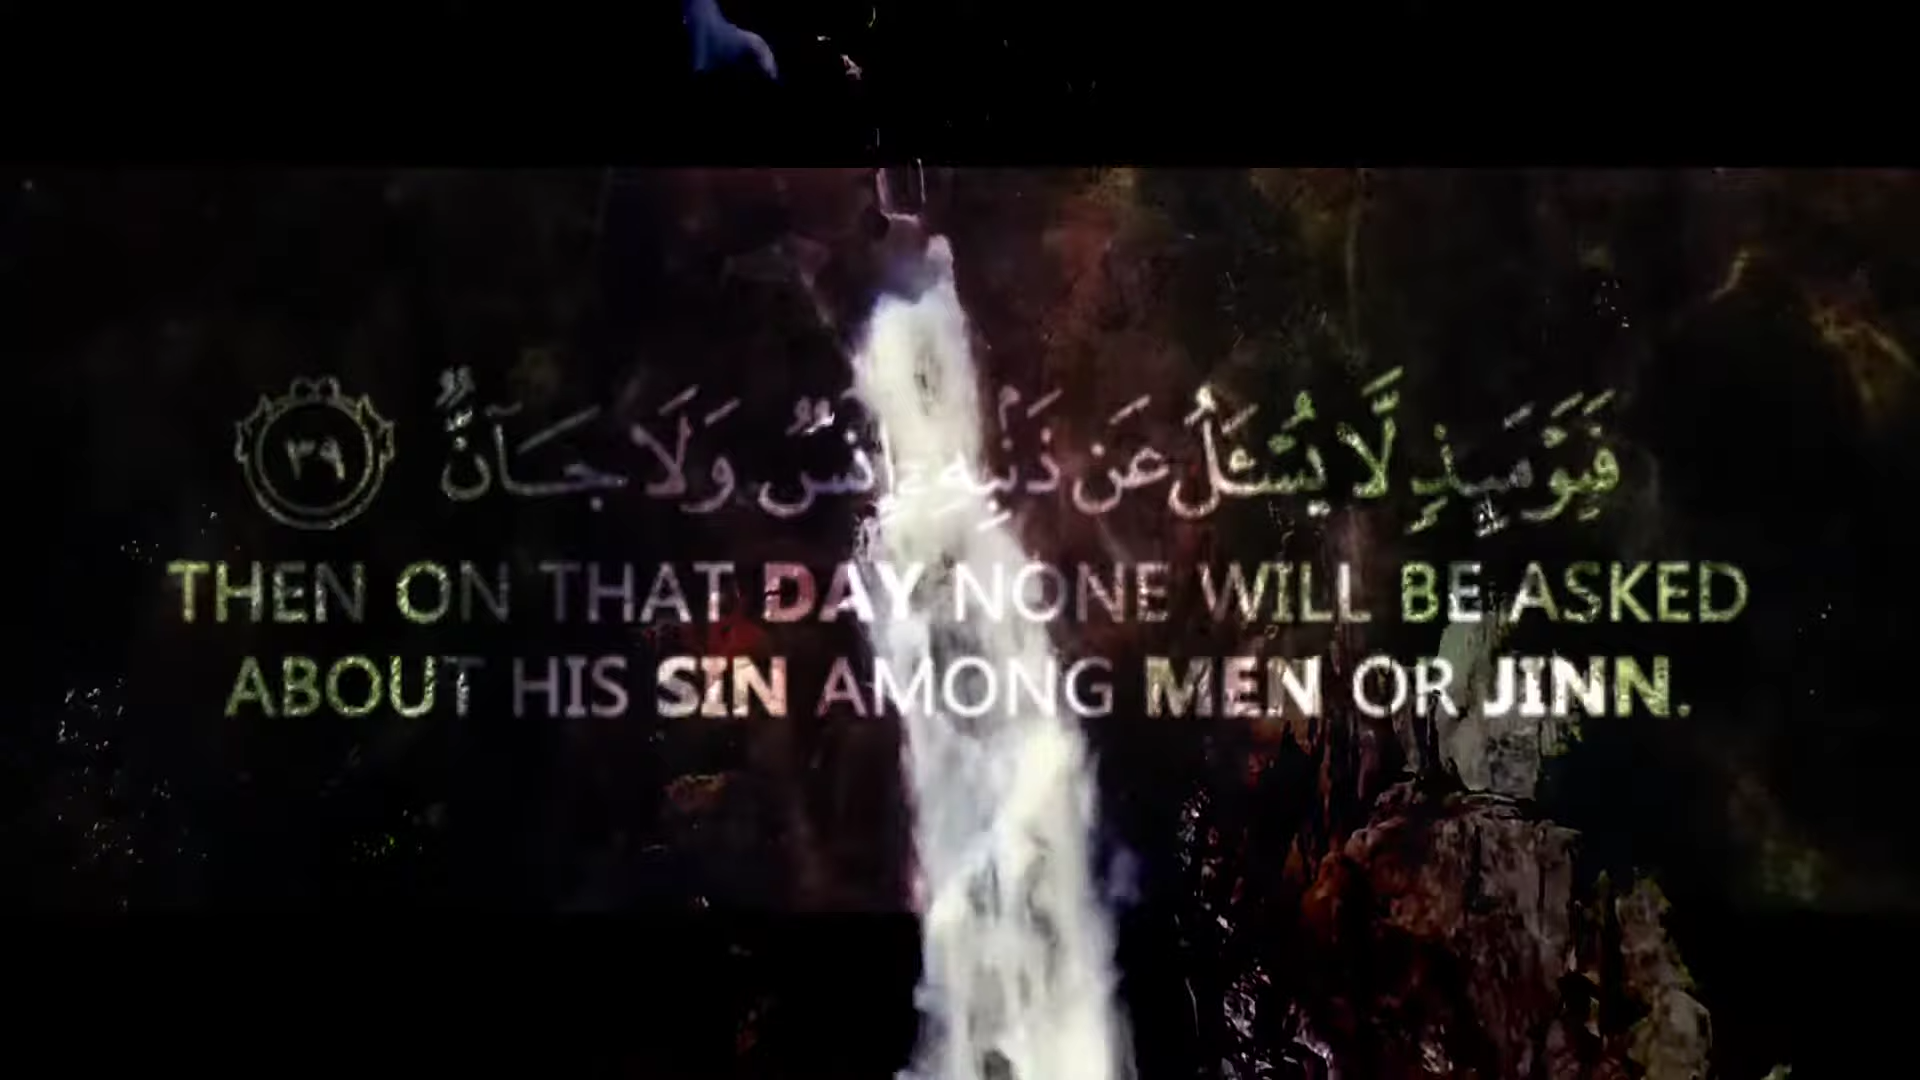 فَيَوْمَئِذٍ لَّا يُسْـَٔلُ عَن ذَنۢبِهِۦٓ إِنسٌ وَلَا جَآنٌّ ٣٩
THEN ON THAT DAY NONE WILL BE ASKED
ABOUT HIS SIN AMONG MEN OR JINN.